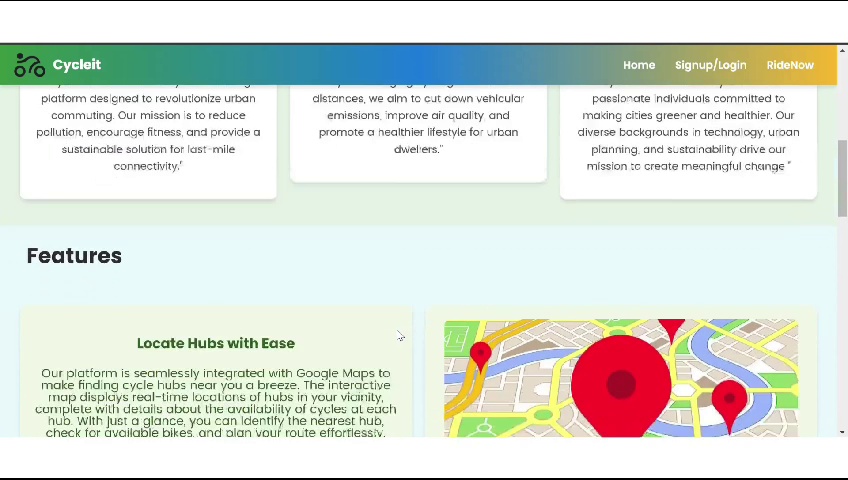 Cycleit
Home Signup/Login RideNow
platform designed to revolutionize urban
commuting. Our mission is to reduce
pollution, encourage fitness, and provide a
sustainable solution for last-mile
connectivity."
distances, we aim to cut down vehicular
emissions, improve air quality, and
promote a healthier lifestyle for urban
dwellers."
passionate individuals committed to
making cities greener and healthier. Our
diverse backgrounds in technology, urban
planning, and sustainability drive our
mission to create meaningful change "
Features
Locate Hubs with Ease
Our platform is seamlessly integrated with Google Maps to
make finding cycle hubs near you a breeze. The interactive
map displays real-time locations of hubs in your vicinity,
complete with details about the availability of cycles at each
hub. With just a glance, you can identify the nearest hub,
check for available bikes, and plan your route effortlessly.